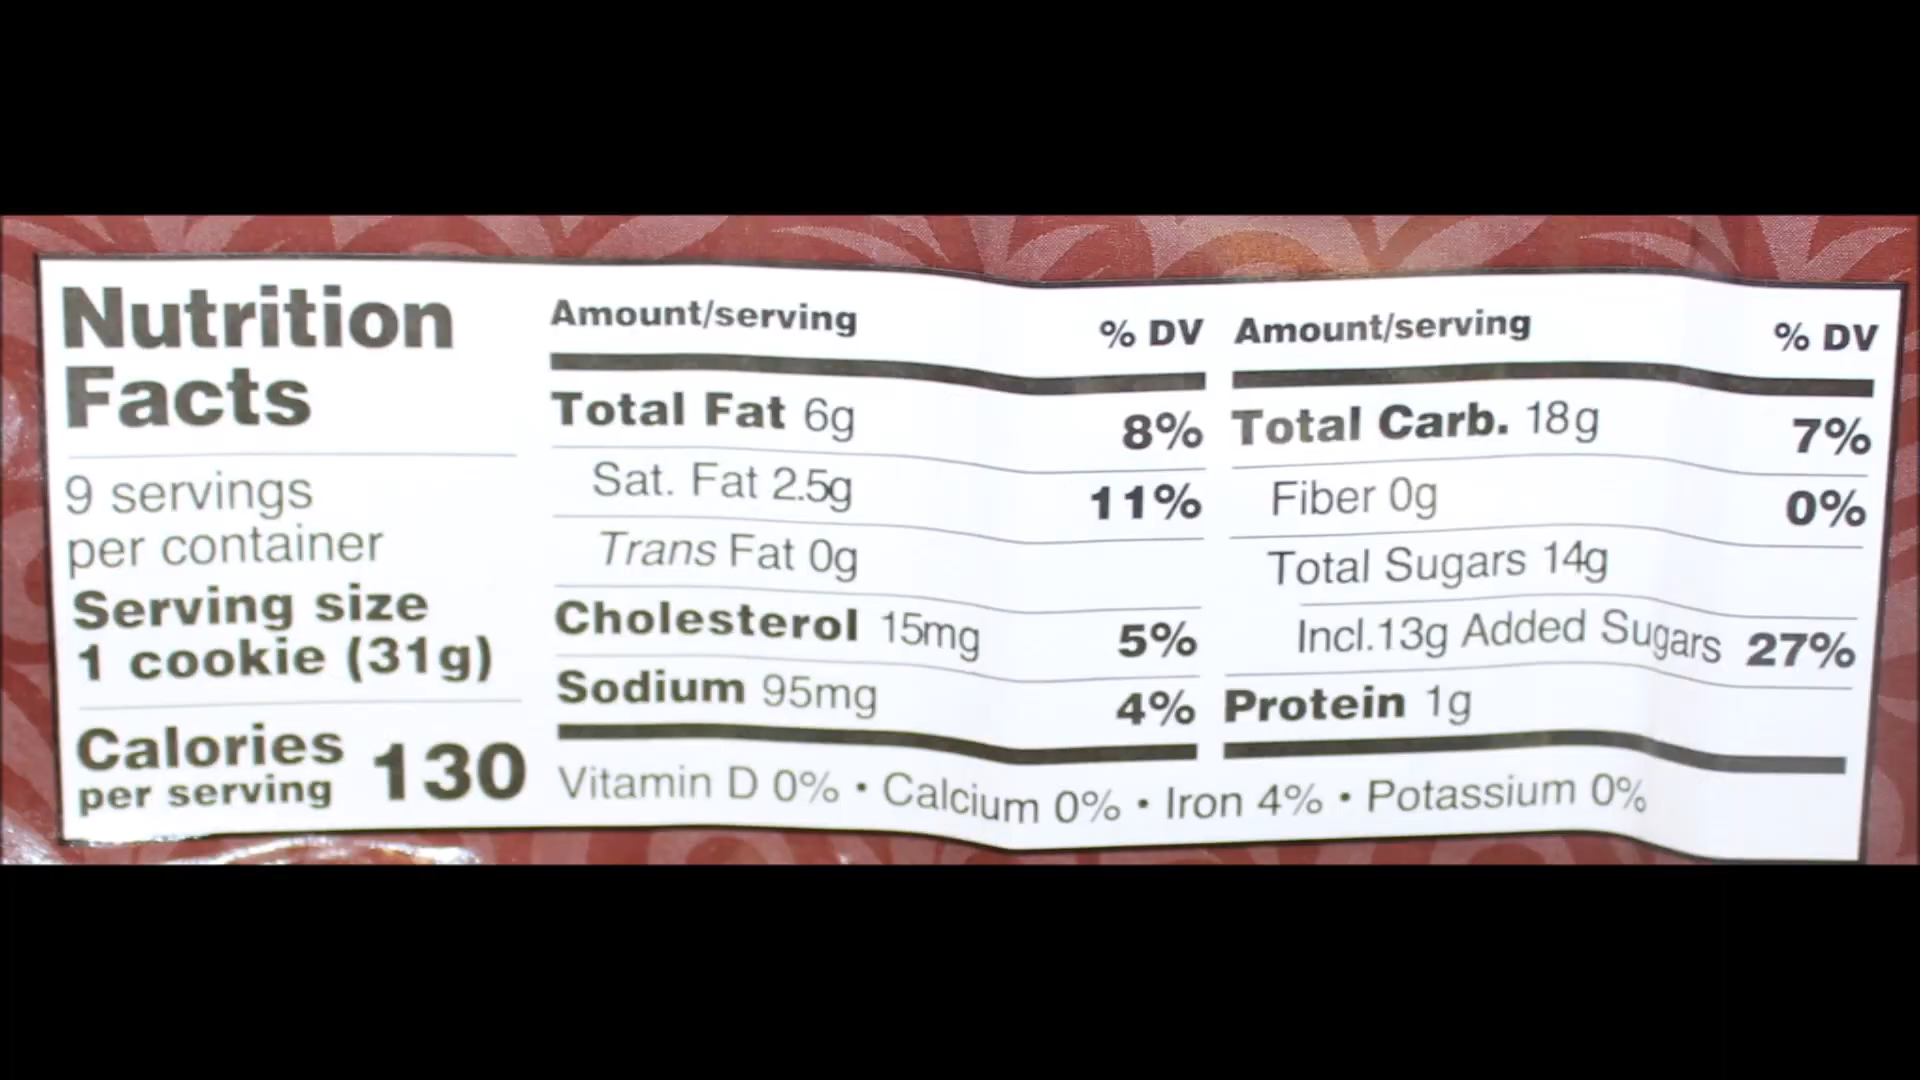 Nutrition
Facts
9 servings
per container
Serving size
1 cookie (31g)
Calories
per serving
130
Amount/serving % DV
Total Fat 6g 8%
Sat. Fat 2.5g 11%
Trans Fat 0g
Cholesterol 15mg 5%
Sodium 95mg 4%
Amount/serving % DV
Total Carb. 18g 7%
Fiber 0g 0%
Total Sugars 14g
Incl.13g Added Sugars 27%
Protein 1g
Vitamin D 0% • Calcium 0% • Iron 4% • Potassium 0%